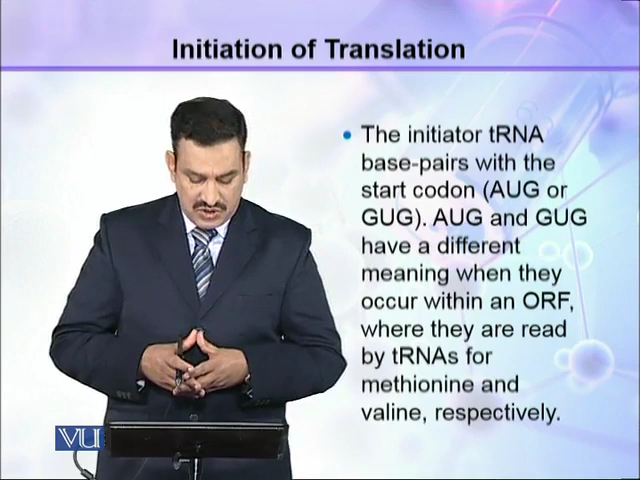 Initiation of Translation
The initiator tRNA
base-pairs with the
start codon (AUG or
GUG). AUG and GUG
have a different
meaning when they
occur within an ORF,
where they are read
by tRNAs for
methionine and
valine, respectively.
VU